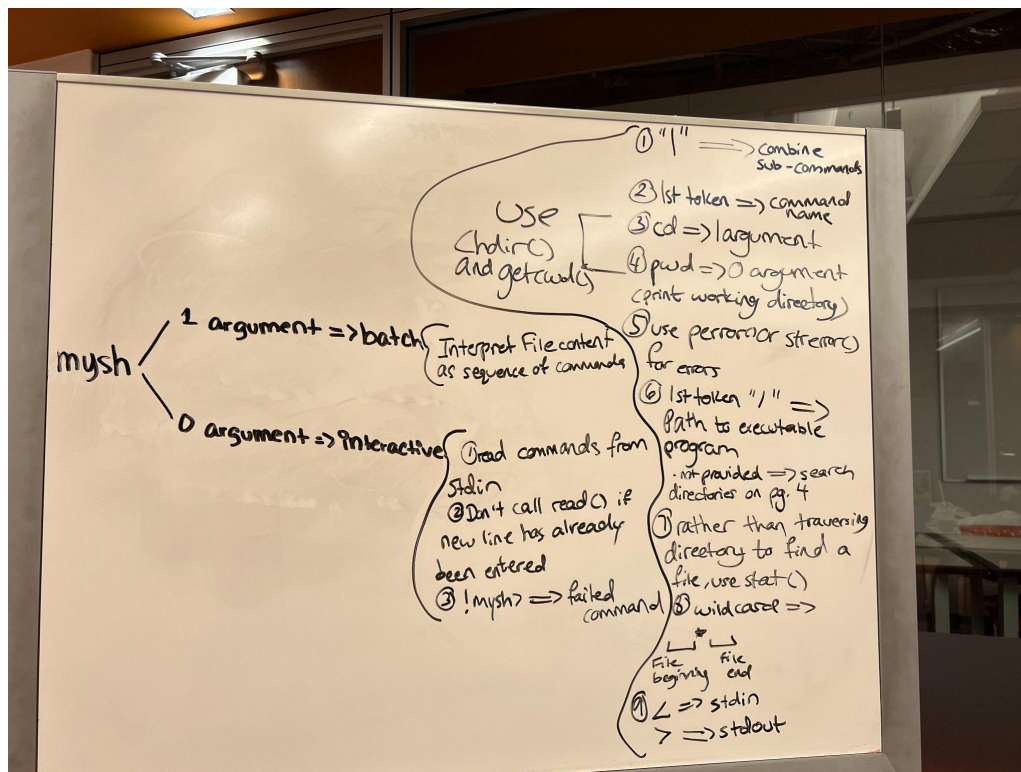 mysh
1 argument => batch
Interpret File content
as sequence of commands
0 argument => interactive
① read commands from
stdin
② Don't call read() if
new line has already
been entered
③ !mysh> => failed
command
use
chdir()
and getcwd()
① "|" => combine
sub-commands
② 1st token => command
name
③ cd => 1 argument
④ pwd => 0 argument
(print working directory)
⑤ use perror() or strerror()
for errors
⑥ 1st token "/" =>
Path to executable
program
· not provided => search
directories on pg. 4
⑦ rather than traversing
directory to find a
file, use stat()
⑧ wildcard =>
*
File
beginning
file
end
⑨ < => stdin
> => stdout